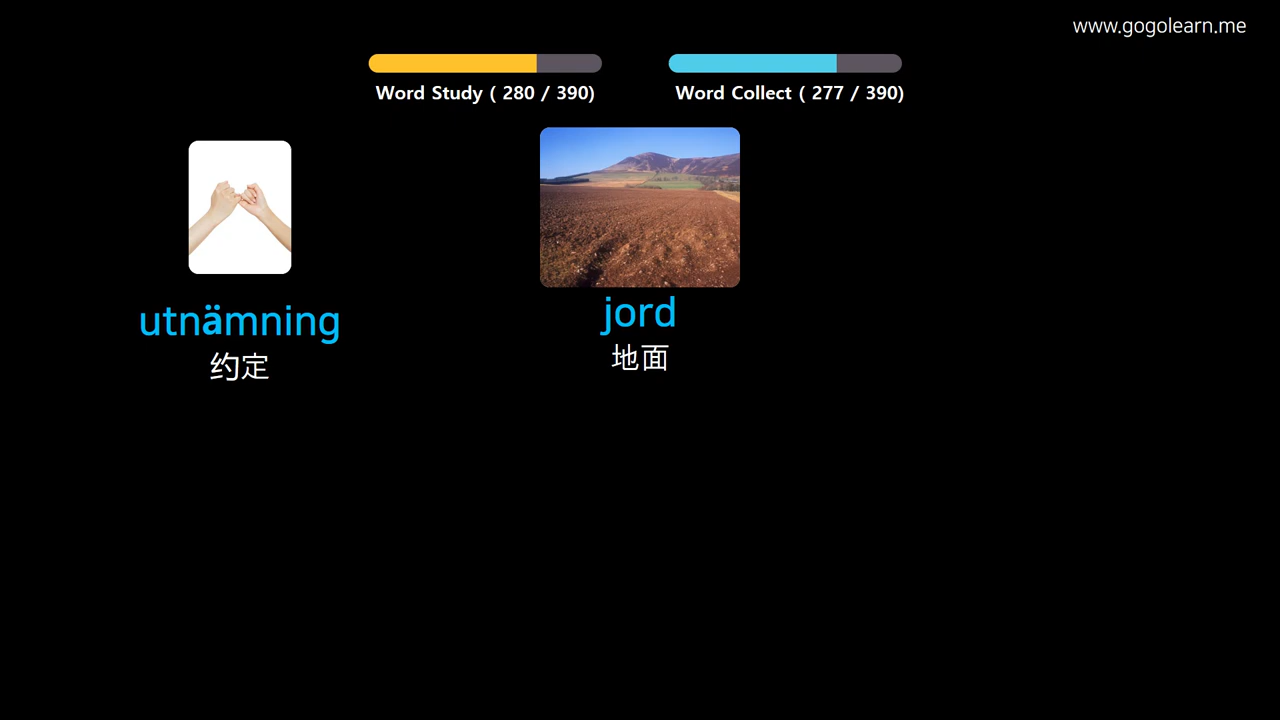 www.gogolearn.me
Word Study ( 280 / 390)
Word Collect ( 277 / 390)
utnämning
约定
jord
地面